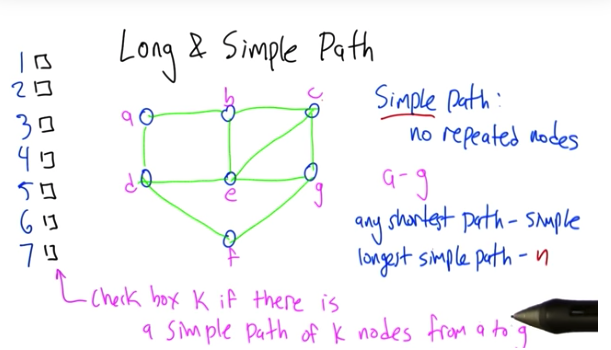 Long & Simple Path
1
2
3
4
5
6
7
a b c
d e g
f
Simple path:
no repeated nodes
a-g
any shortest path - simple
longest simple path - n
check box K if there is
a simple path of k nodes from a to g